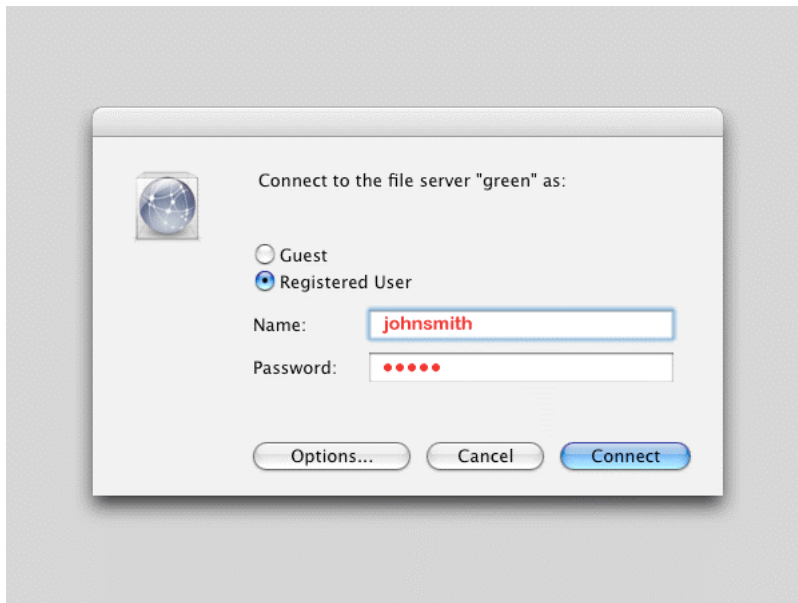 Connect to the file server "green" as:
Guest
Registered User
Name: johnsmith
Password: •••••
Options... Cancel Connect